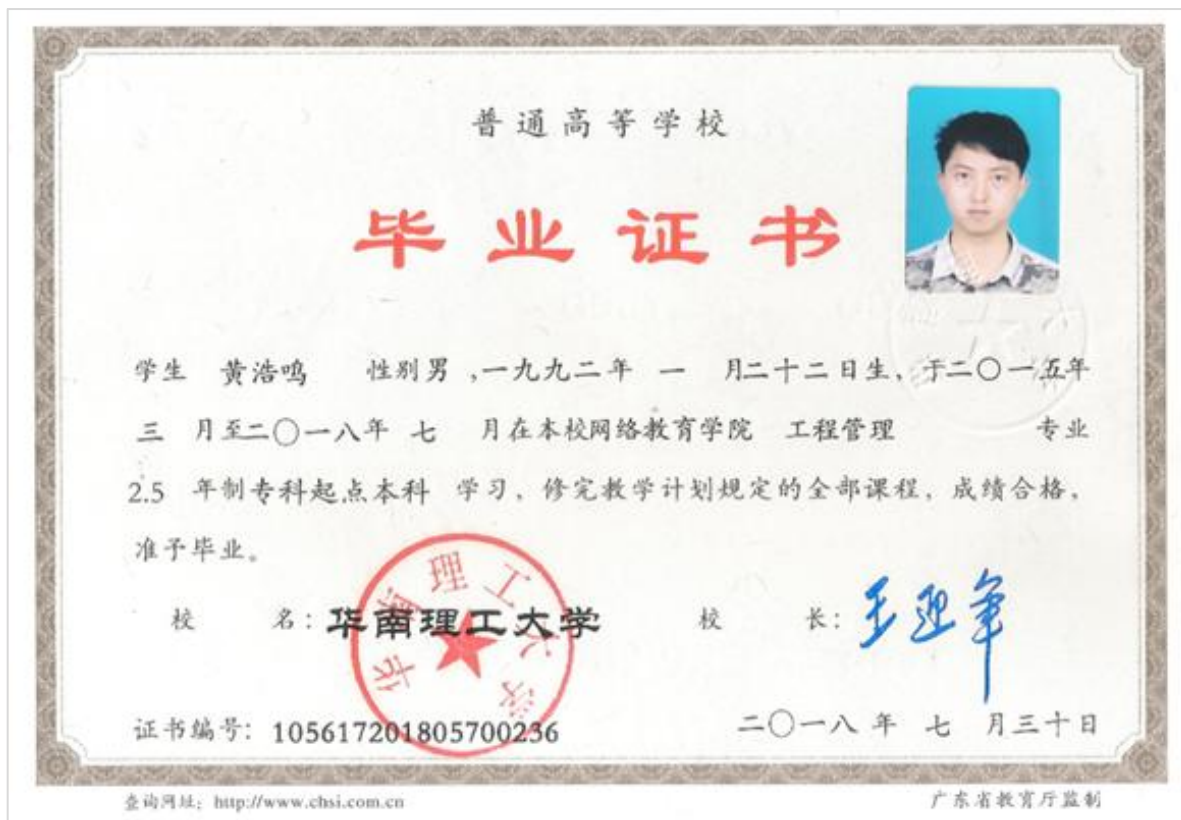 普通高等学校
毕业证书
学生 黄浩鸣 性别男,一九九二年 一 月二十二日生，于二〇一五年
三 月至二〇一八年 七 月在本校网络教育学院 工程管理 专业
2.5 年制专科起点本科 学习，修完教学计划规定的全部课程，成绩合格，
准予毕业。
校 名：华南理工大学 校 长：王迎军
华南理工大学
证书编号：105617201805700236 二〇一八年 七 月三十日
查询网址：http://www.chsi.com.cn 广东省教育厅监制